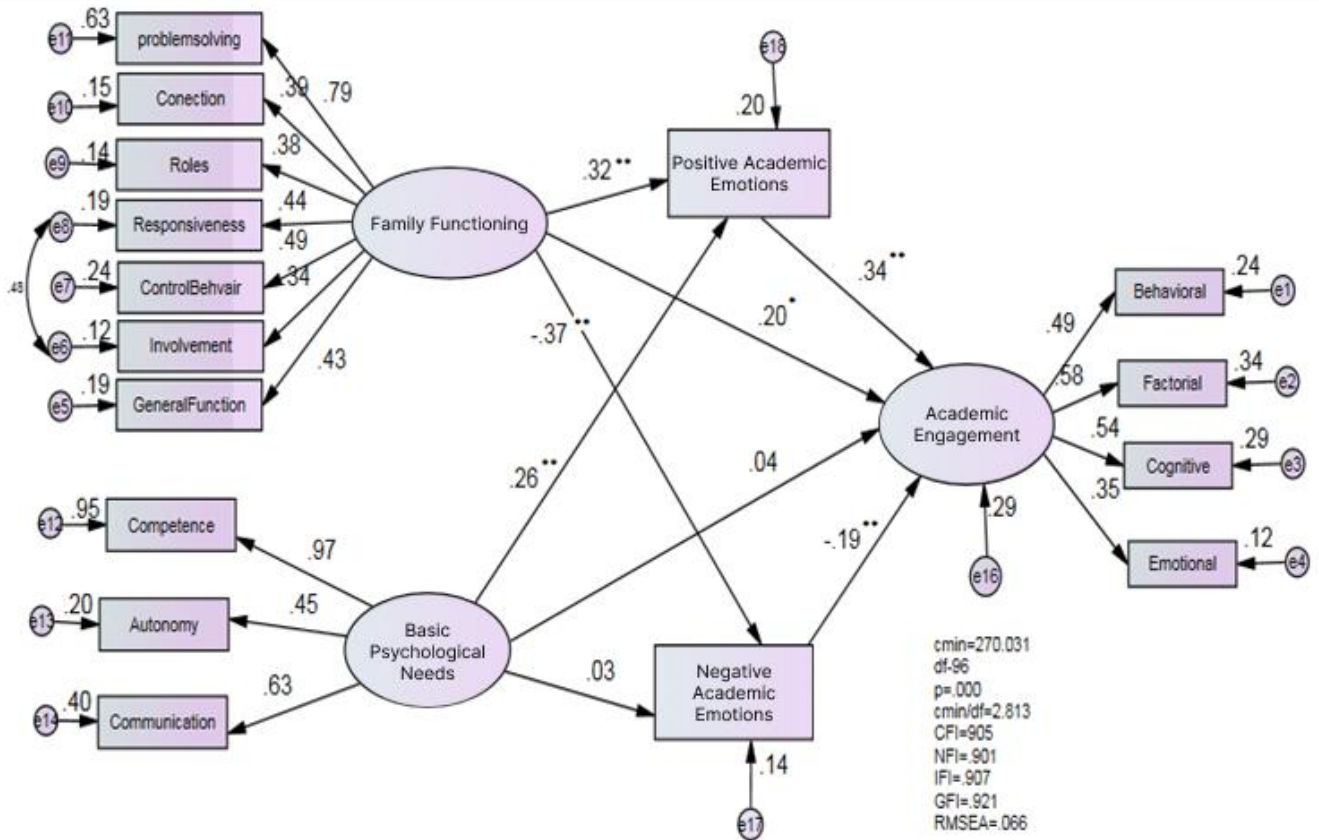 .63
e11
problemsolving
.79
.39
.15
e10
Conection
.38
.14
e9
Roles
.44
.19
e8
Responsiveness
.49
.24
e7
ControlBehvair
.34
.48
.12
e6
Involvement
.43
.19
e5
GeneralFunction
Family Functioning
e18
.20
Positive Academic
Emotions
.32**
.34**
.20*
-.37**
.26**
.04
.03
-.19**
Academic
Engagement
.29
e16
.49
Behavioral
.24
e1
.58
Factorial
.34
e2
.54
Cognitive
.29
e3
.35
Emotional
.12
e4
e12
.95
Competence
.97
e13
.20
Autonomy
.45
e14
.40
Communication
.63
Basic
Psychological
Needs
Negative
Academic
Emotions
.14
e17
cmin=270.031
df-96
p=.000
cmin/df=2.813
CFI=905
NFI=.901
IFI=.907
GFI=.921
RMSEA=.066